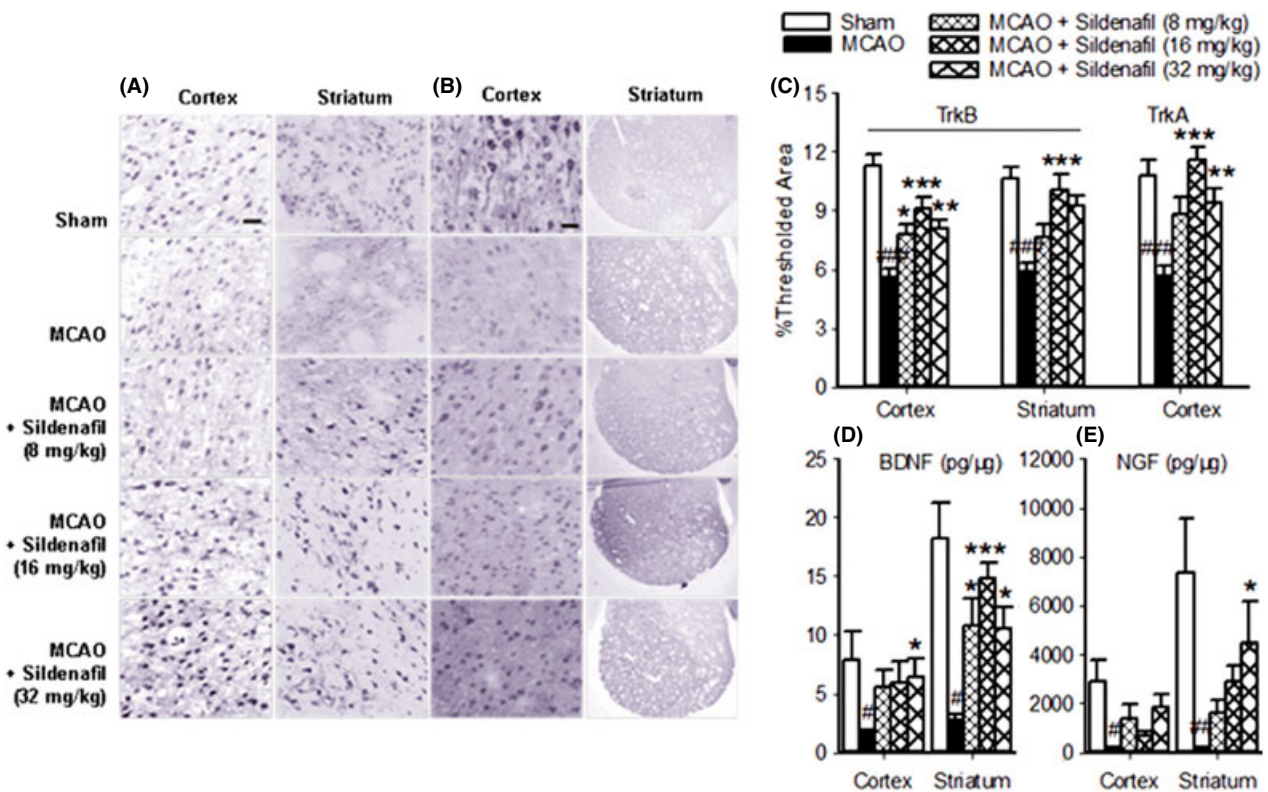 Sham
MCAO
MCAO + Sildenafil (8 mg/kg)
MCAO + Sildenafil (16 mg/kg)
MCAO + Sildenafil (32 mg/kg)
(A)
Cortex
Striatum
(B)
Cortex
Striatum
Sham
MCAO
MCAO
+ Sildenafil
(8 mg/kg)
MCAO
+ Sildenafil
(16 mg/kg)
MCAO
+ Sildenafil
(32 mg/kg)
(C)
%Thresholded Area
15
12
9
6
3
0
TrkB
TrkA
***
*
**
***
***
**
##
##
Cortex
Striatum
Cortex
(D)
BDNF (pg/µg)
25
20
15
10
5
0
#
*
#
*
***
*
Cortex
Striatum
(E)
NGF (pg/µg)
12000
10000
8000
6000
4000
2000
0
#
##
*
Cortex
Striatum